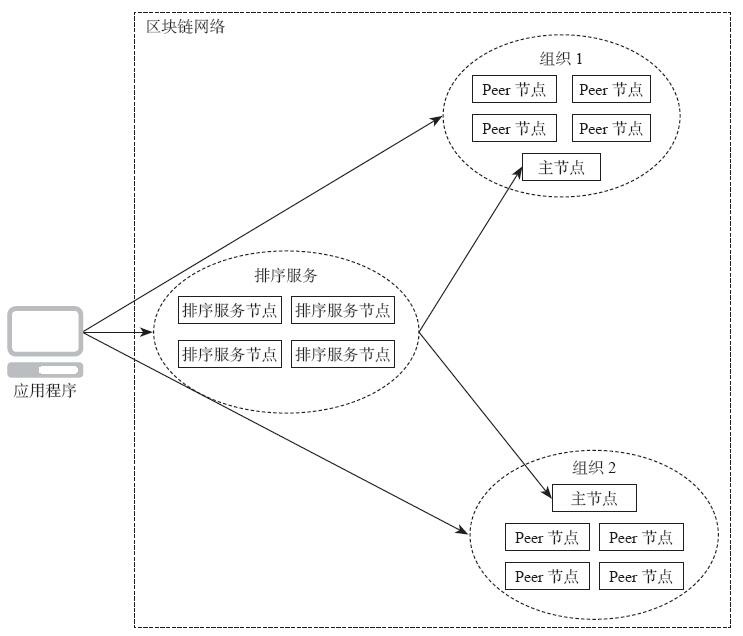 区块链网络
组织 1
Peer 节点 Peer 节点
Peer 节点 Peer 节点
主节点
排序服务
排序服务节点 排序服务节点
排序服务节点 排序服务节点
应用程序
组织 2
主节点
Peer 节点 Peer 节点
Peer 节点 Peer 节点